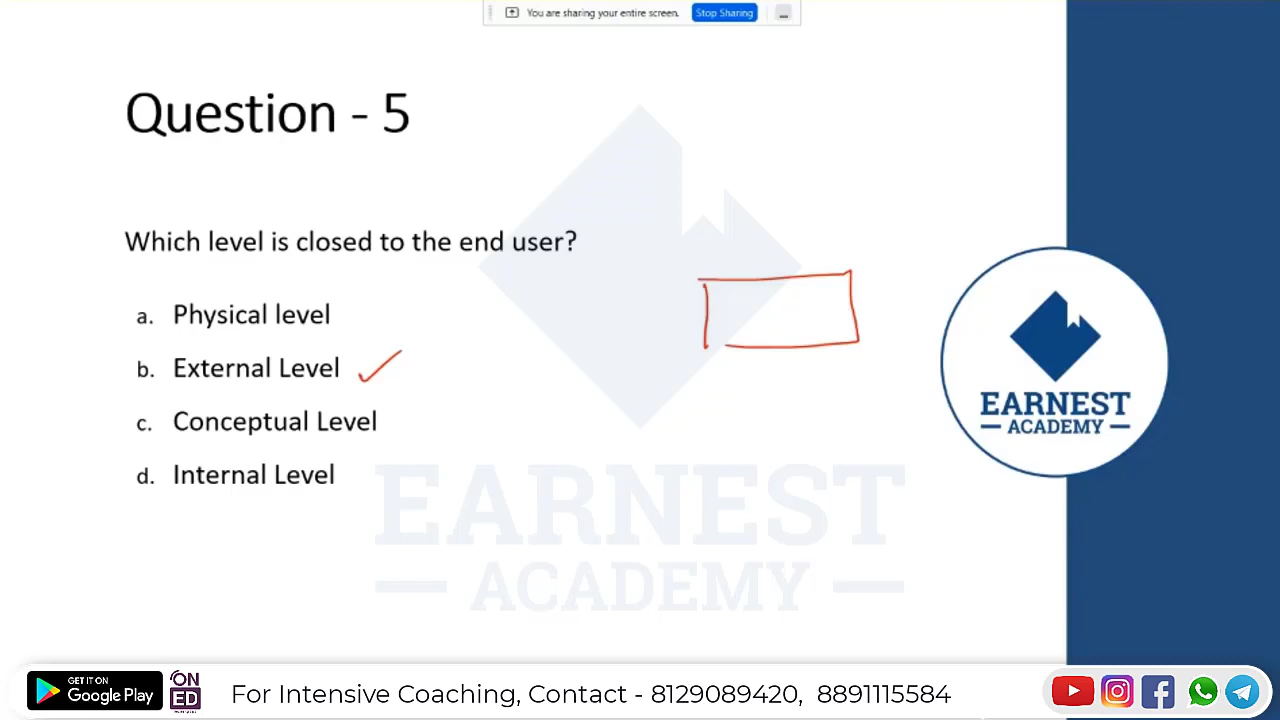 You are sharing your entire screen. Stop Sharing
Question - 5
Which level is closed to the end user?
a. Physical level
b. External Level
c. Conceptual Level
d. Internal Level
EARNEST
ACADEMY
EARNEST
ACADEMY
GET IT ON
Google Play
ON
ED
For Intensive Coaching, Contact - 8129089420, 8891115584